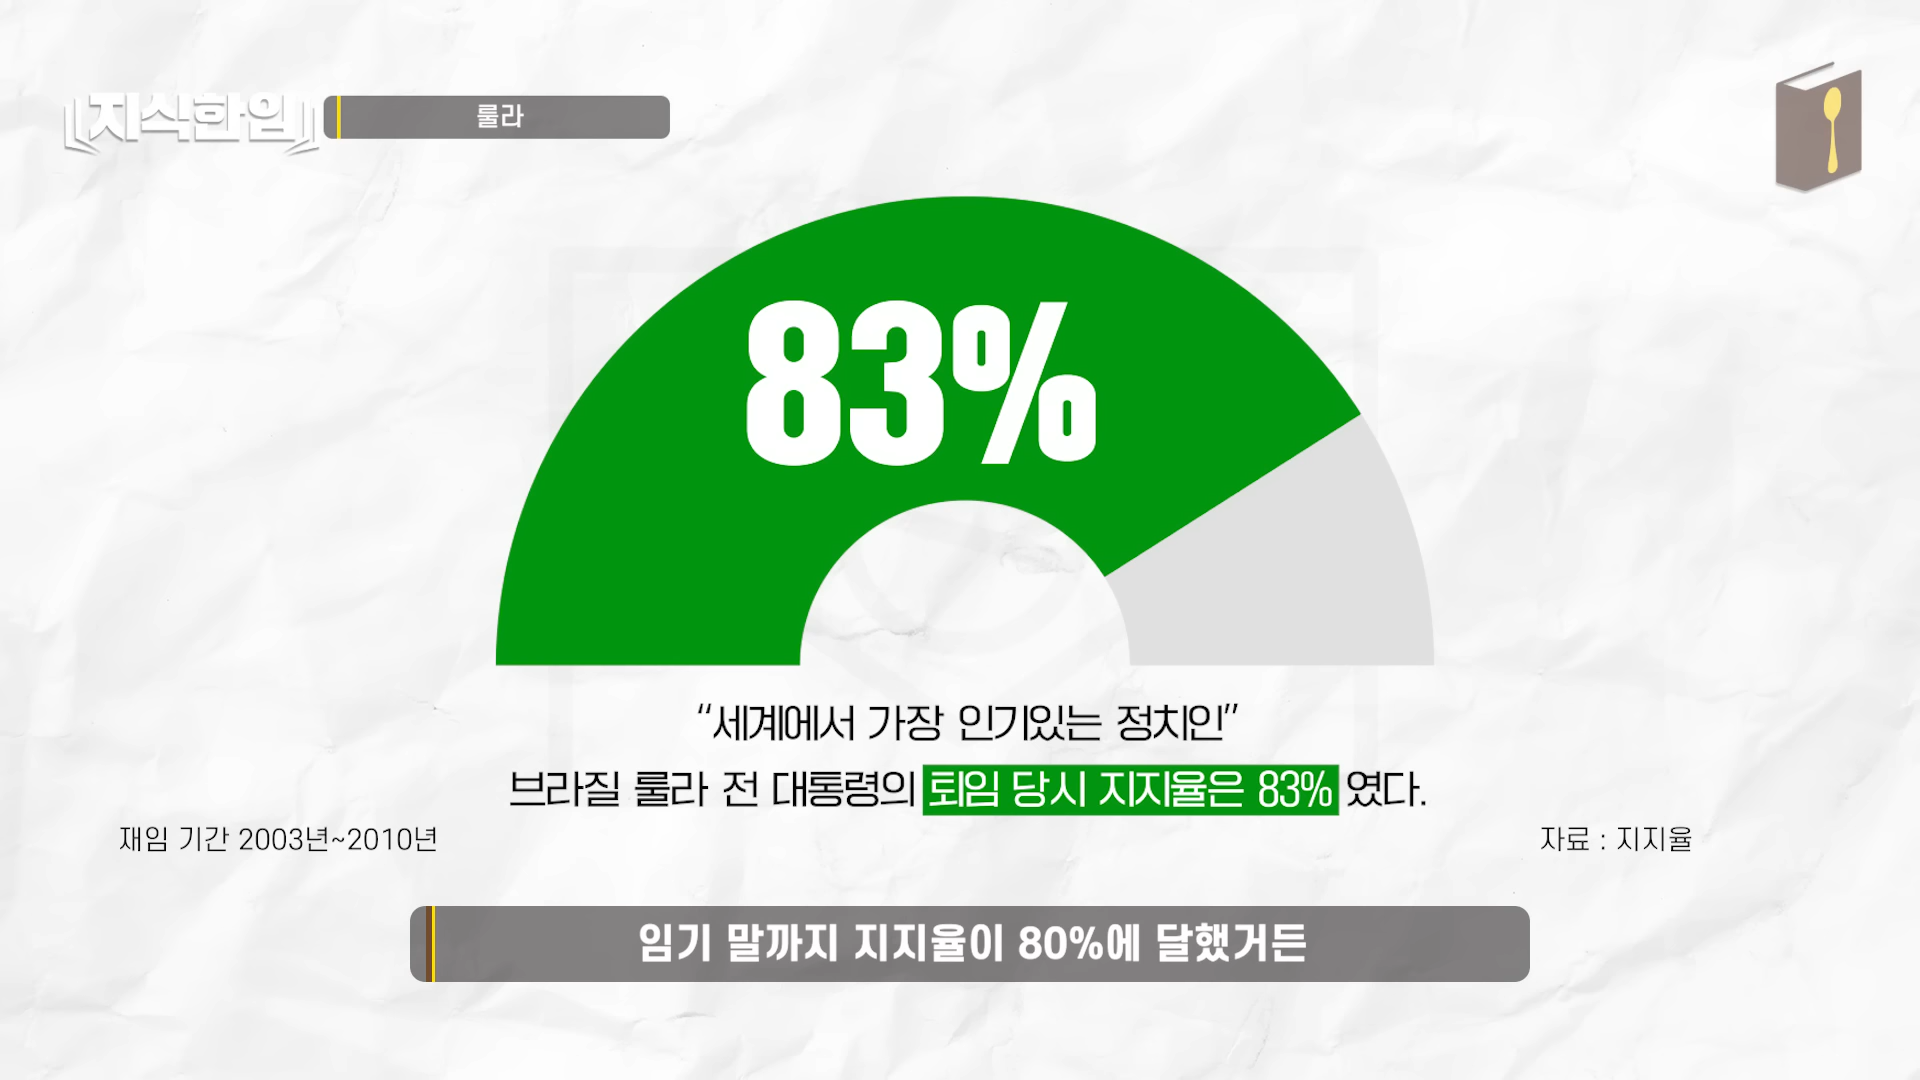 지식한입
룰라
83%
“세계에서 가장 인기있는 정치인”
브라질 룰라 전 대통령의 퇴임 당시 지지율은 83% 였다.
재임 기간 2003년~2010년
자료 : 지지율
임기 말까지 지지율이 80%에 달했거든